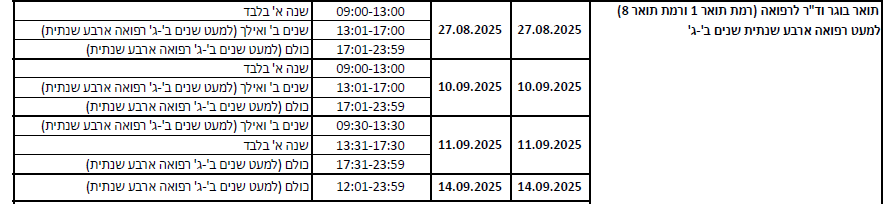 תואר בוגר וד"ר לרפואה (רמת תואר 1 ורמת תואר 8)
למעט רפואה ארבע שנתית שנים ב'-ג'
27.08.2025 27.08.2025 09:00-13:00 שנה א' בלבד
13:01-17:00 שנים ב' ואילך (למעט שנים ב'-ג' רפואה ארבע שנתית)
17:01-23:59 כולם (למעט שנים ב'-ג' רפואה ארבע שנתית)
10.09.2025 10.09.2025 09:00-13:00 שנה א' בלבד
13:01-17:00 שנים ב' ואילך (למעט שנים ב'-ג' רפואה ארבע שנתית)
17:01-23:59 כולם (למעט שנים ב'-ג' רפואה ארבע שנתית)
11.09.2025 11.09.2025 09:30-13:30 שנים ב' ואילך (למעט שנים ב'-ג' רפואה ארבע שנתית)
13:31-17:30 שנה א' בלבד
17:31-23:59 כולם (למעט שנים ב'-ג' רפואה ארבע שנתית)
14.09.2025 14.09.2025 12:01-23:59 כולם (למעט שנים ב'-ג' רפואה ארבע שנתית)